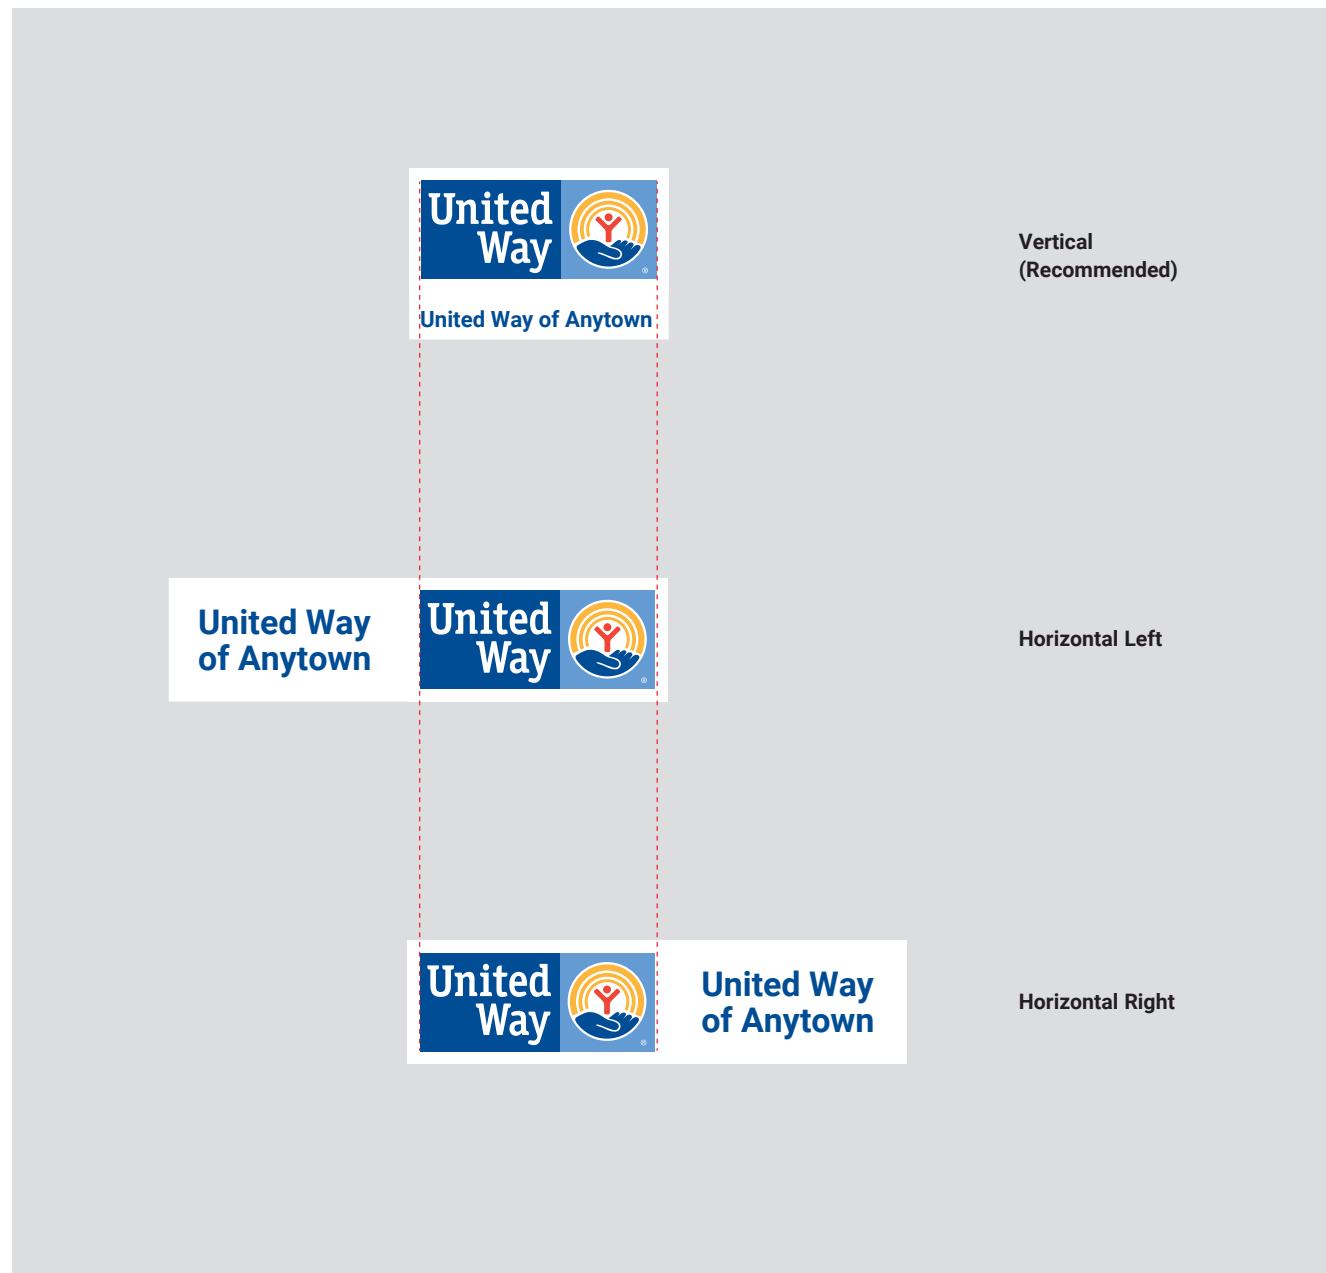 United
Way
®
United Way of Anytown
Vertical
(Recommended)
United Way
of Anytown
United
Way
®
Horizontal Left
United
Way
®
United Way
of Anytown
Horizontal Right